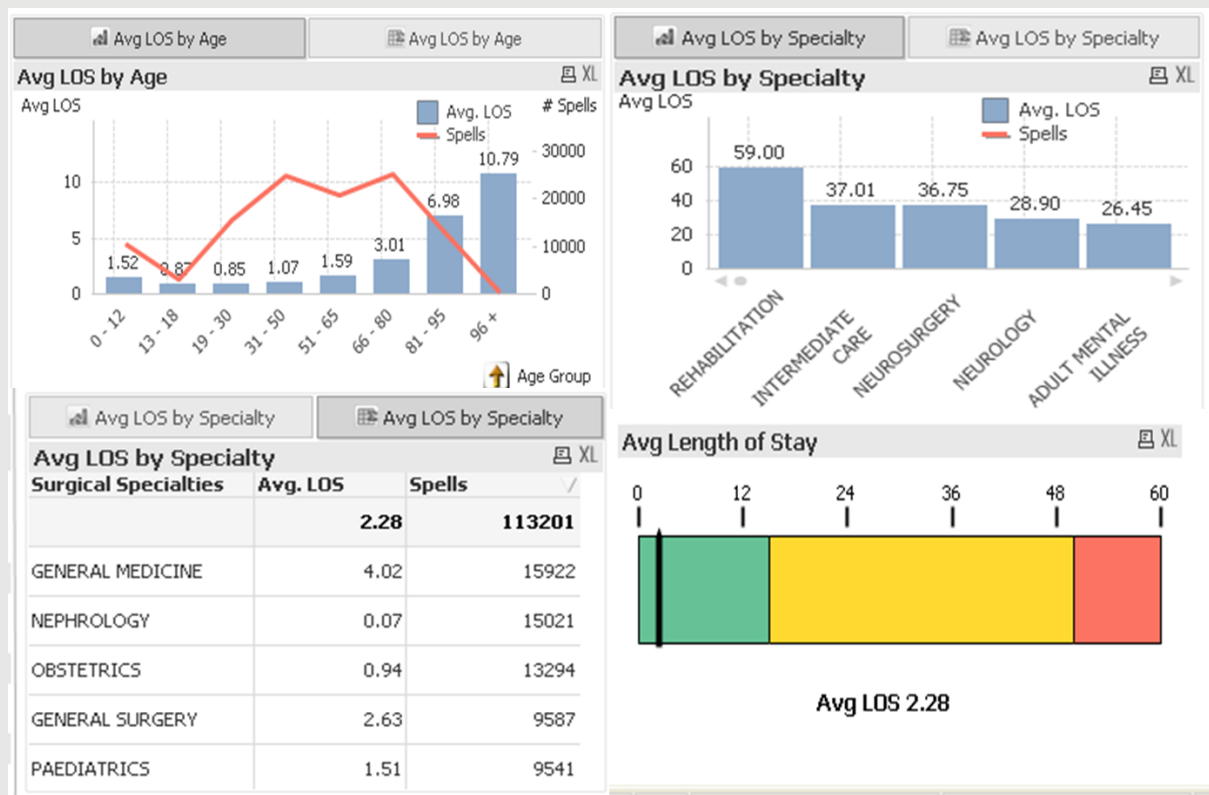 Avg LOS by Age
Avg LOS by Age
Avg LOS by Age XL
Avg LOS # Spells
Avg. LOS
Spells
10
5
0
30000
20000
10000
0
1.52 0.87 0.85 1.07 1.59 3.01 6.98 10.79
0 - 12 13 - 18 19 - 30 31 - 50 51 - 65 66 - 80 81 - 95 96 +
Age Group
Avg LOS by Specialty
Avg LOS by Specialty
Avg LOS by Specialty XL
Avg LOS
Avg. LOS
Spells
60
40
20
0
59.00 37.01 36.75 28.90 26.45
REHABILITATION
INTERMEDIATE
CARE
NEUROSURGERY
NEUROLOGY
ADULT MENTAL
ILLNESS
Avg LOS by Specialty
Avg LOS by Specialty
Avg LOS by Specialty XL
Surgical Specialties Avg. LOS Spells
2.28 113201
GENERAL MEDICINE 4.02 15922
NEPHROLOGY 0.07 15021
OBSTETRICS 0.94 13294
GENERAL SURGERY 2.63 9587
PAEDIATRICS 1.51 9541
Avg Length of Stay XL
0 12 24 36 48 60
Avg LOS 2.28